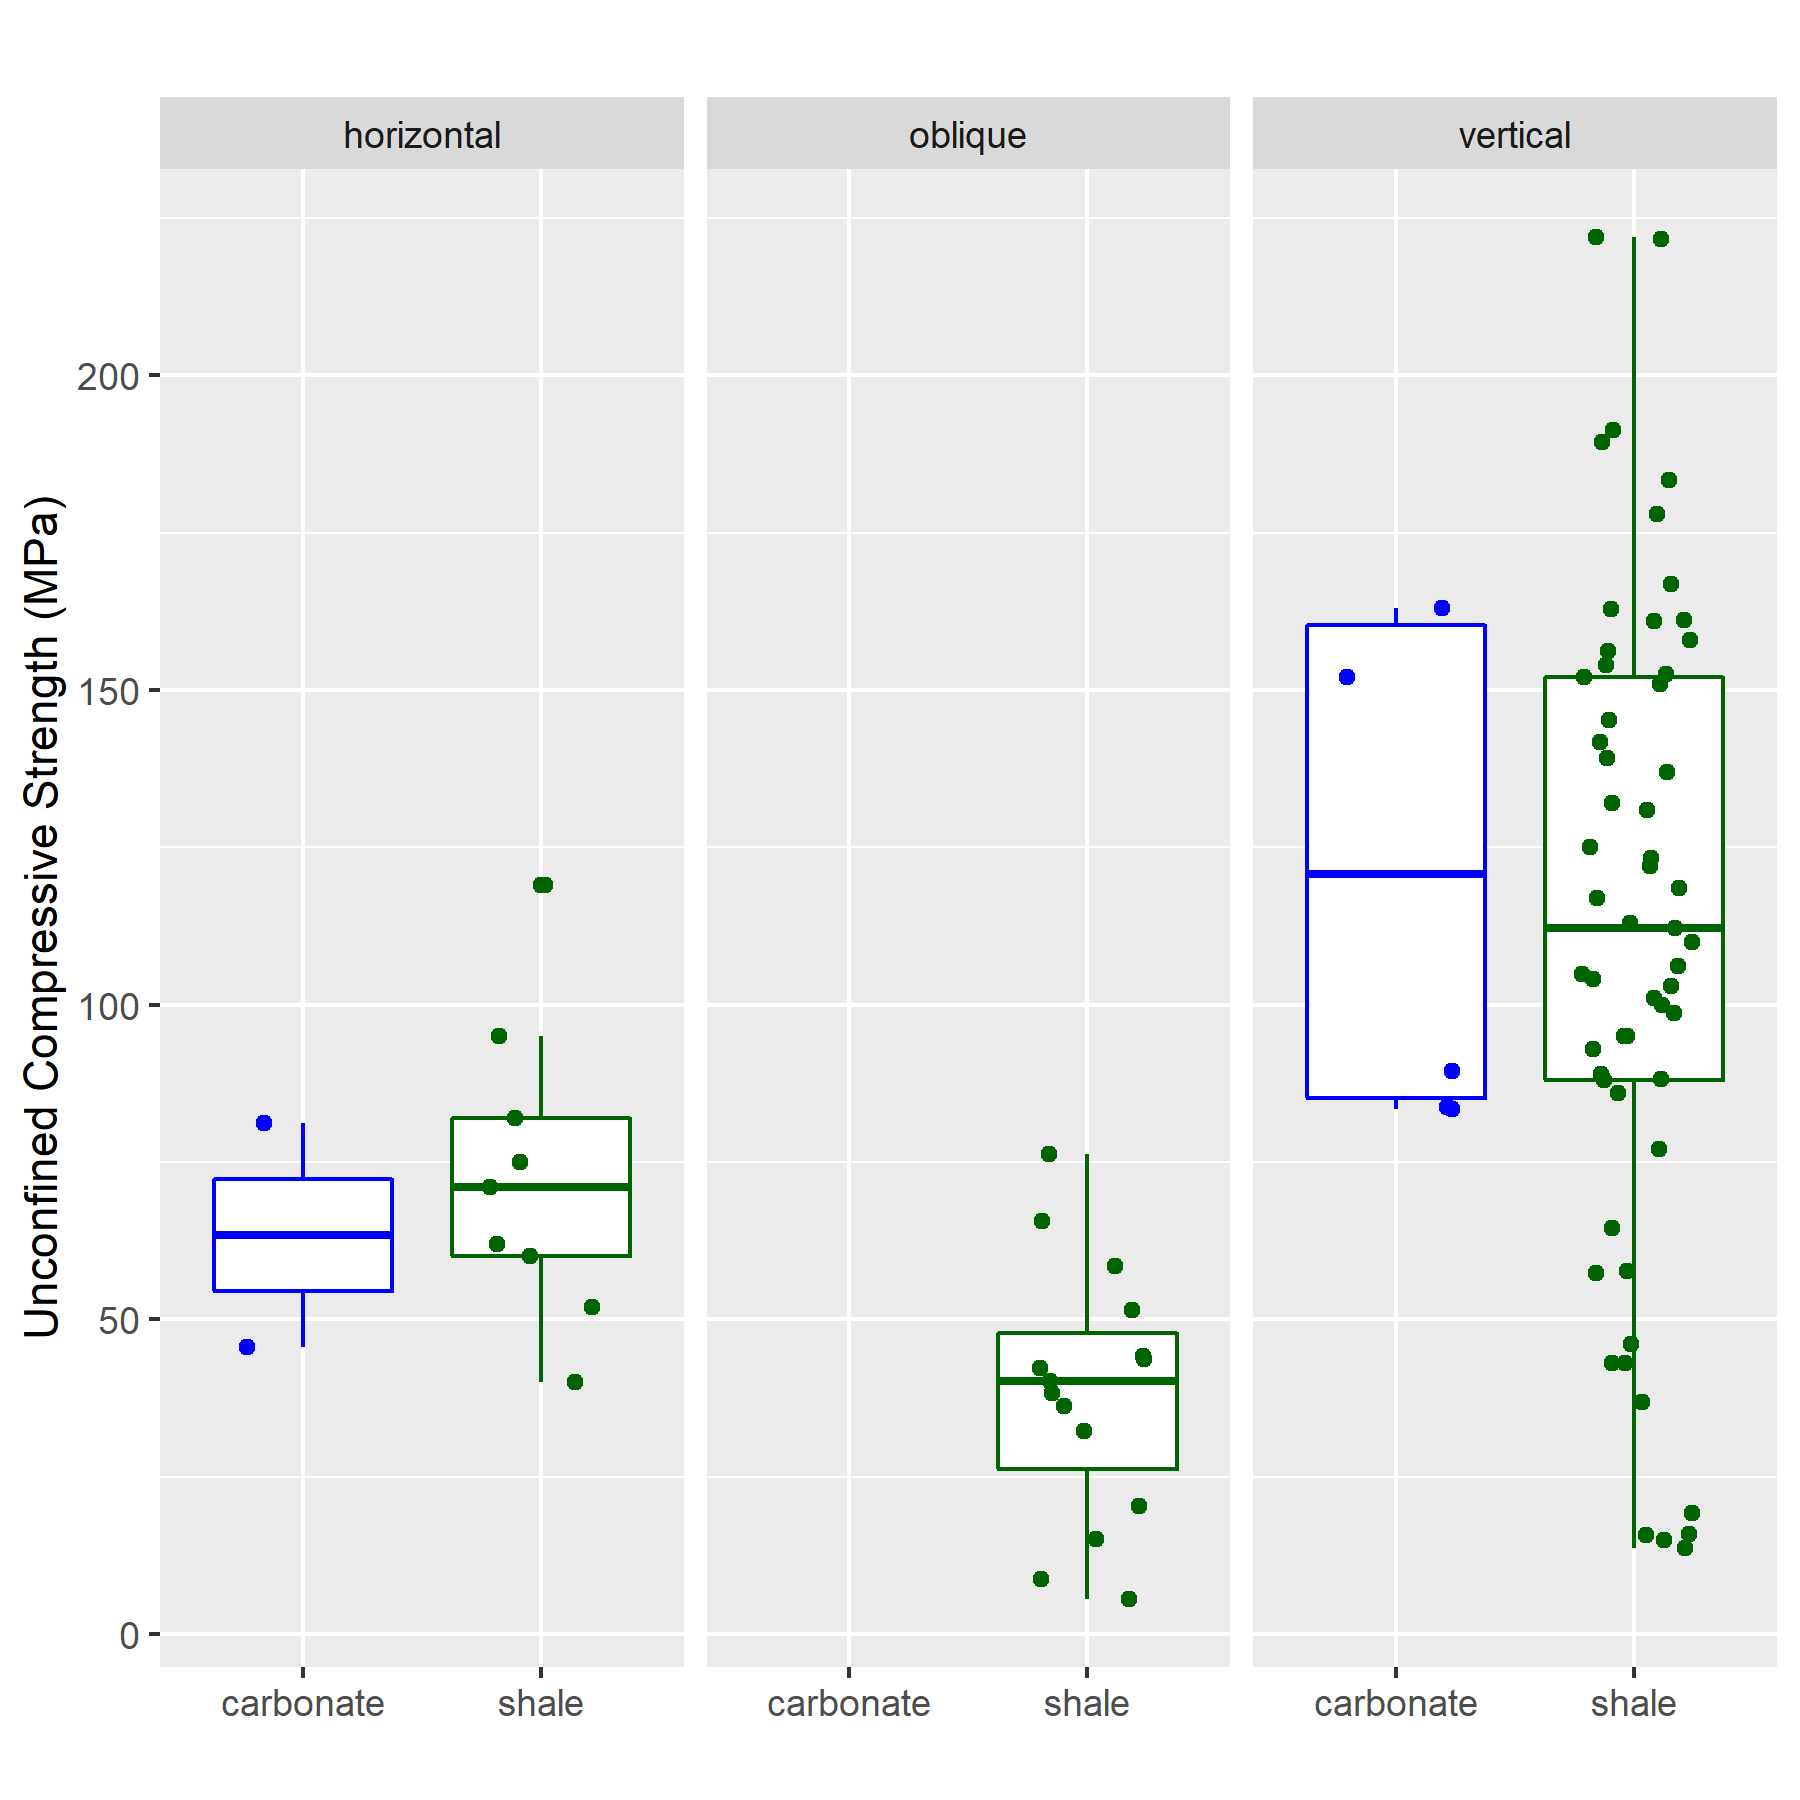 horizontal
oblique
vertical
Unconfined Compressive Strength (MPa)
200
150
100
50
0
carbonate
shale
carbonate
shale
carbonate
shale